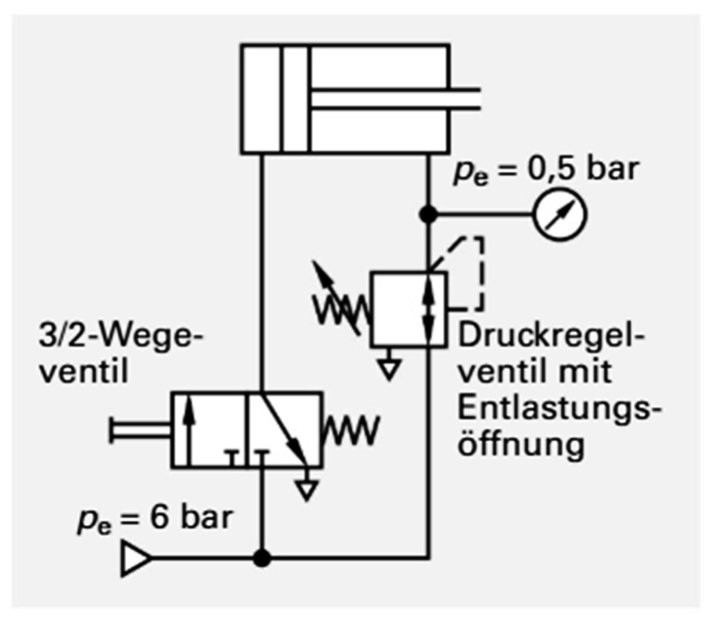 pe = 0,5 bar
3/2-Wege-
ventil
Druckregel-
ventil mit
Entlastungs-
öffnung
pe = 6 bar